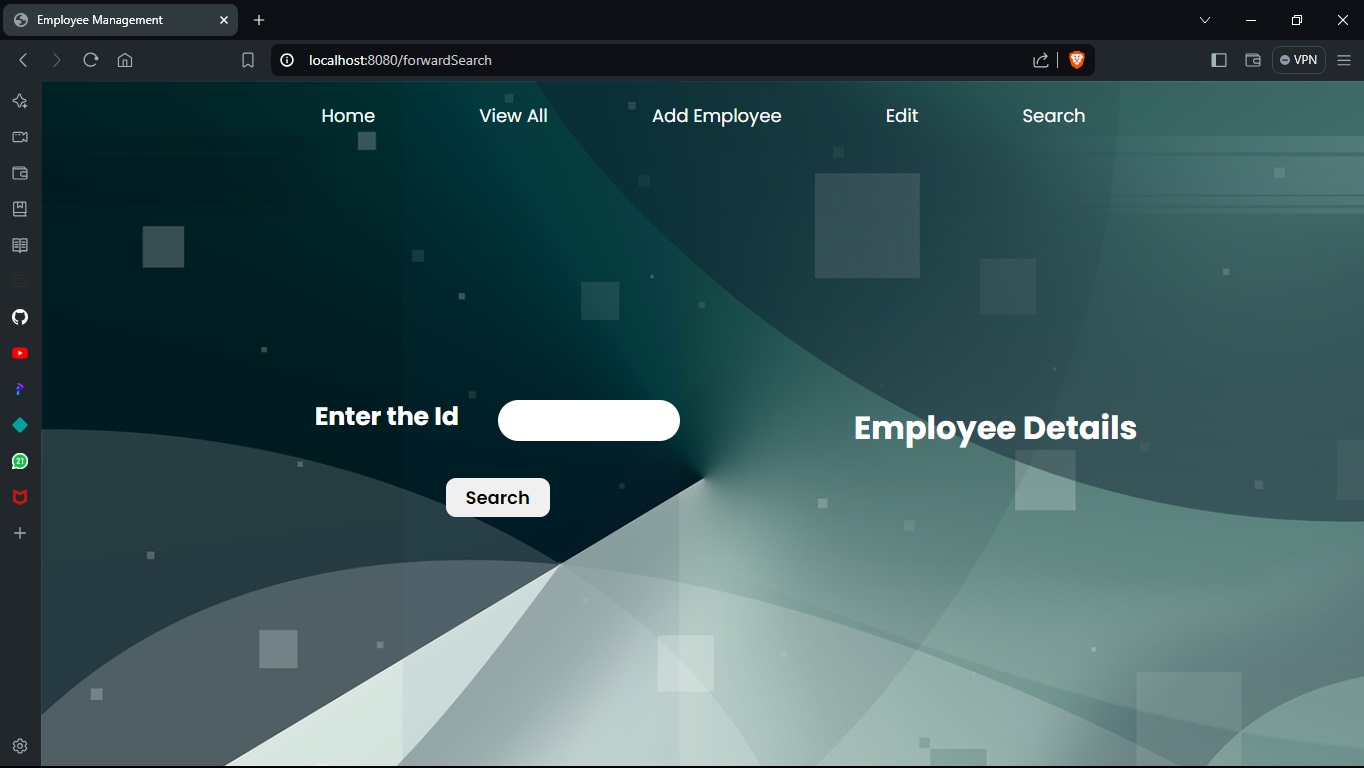 Employee Management
localhost:8080/forwardSearch
VPN
Home View All Add Employee Edit Search
Enter the Id
Employee Details
Search
21